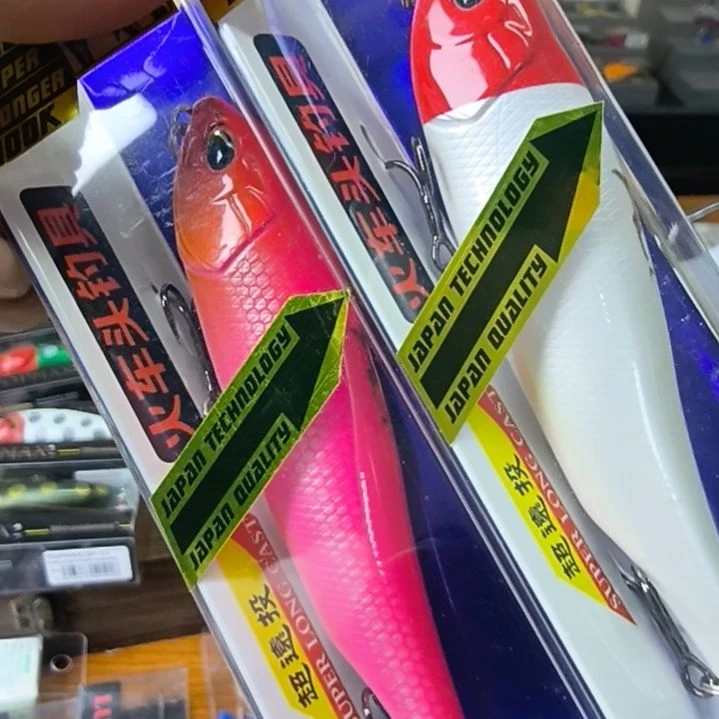 火车头钓具
JAPAN TECHNOLOGY
JAPAN QUALITY
超遠投
SUPER LONG CAST
火车头钓具
JAPAN TECHNOLOGY
JAPAN QUALITY
超遠投
SUPER LONG CAST
HOOK